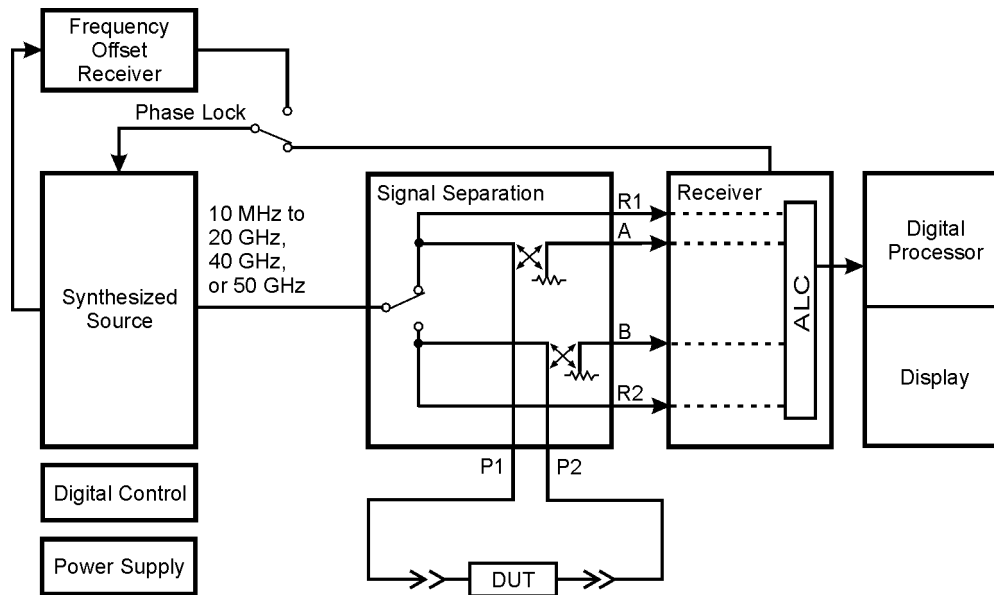 Frequency
Offset
Receiver
Phase Lock
Synthesized
Source
10 MHz to
20 GHz,
40 GHz,
or 50 GHz
Signal Separation
R1
A
B
R2
P1
P2
Receiver
ALC
Digital
Processor
Display
Digital Control
Power Supply
DUT